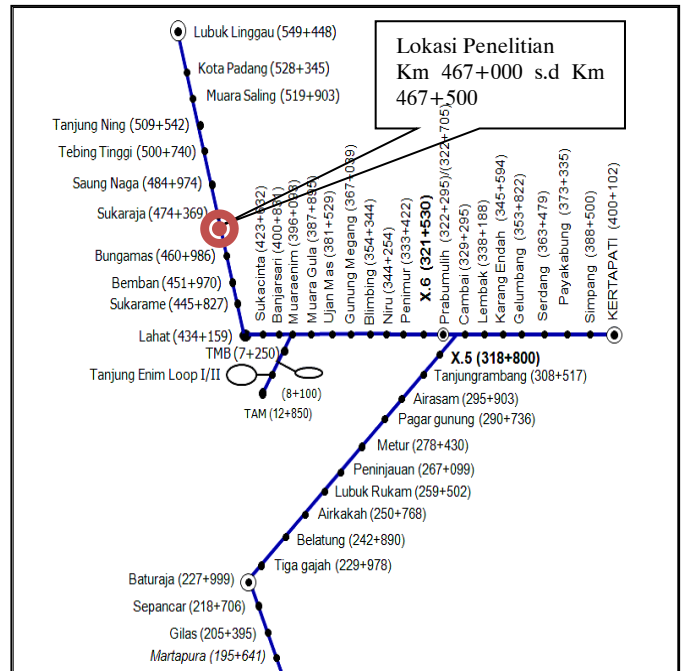 Lubuk Linggau (549+448)
Lokasi Penelitian
Km 467+000 s.d Km
467+500
Kota Padang (528+345)
Muara Saling (519+903)
Tanjung Ning (509+542)
Tebing Tinggi (500+740)
Saung Naga (484+974)
Sukaraja (474+369)
Bungamas (460+986)
Bemban (451+970)
Sukarame (445+827)
Lahat (434+159)
Sukacinta (423+632)
Banjarsari (400+831)
Muaraenim (396+093)
Muara Gula (387+895)
Ujan Mas (381+529)
Gunung Megang (367+039)
Blimbing (354+344)
Niru (344+254)
Penimur (333+422)
X.6 (321+530)
Prabumulih (322+295)/(322+705)
Cambai (329+295)
Lembak (338+188)
Karang Endah (345+594)
Gelumbang (353+822)
Serdang (363+479)
Payakabung (373+335)
Simpang (388+500)
KERTAPATI (400+102)
TMB (7+250)
Tanjung Enim Loop I/II
(8+100)
TAM (12+850)
X.5 (318+800)
Tanjungrambang (308+517)
Airasam (295+903)
Pagar gunung (290+736)
Metur (278+430)
Peninjauan (267+099)
Lubuk Rukam (259+502)
Airkakah (250+768)
Belatung (242+890)
Tiga gajah (229+978)
Baturaja (227+999)
Sepancar (218+706)
Gilas (205+395)
Martapura (195+641)